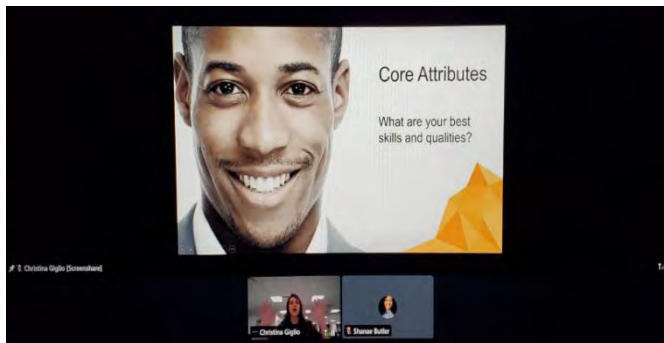 Core Attributes
What are your best
skills and qualities?
Christina Giglio (Screenshare)
Christina Giglio
Shanae Butler